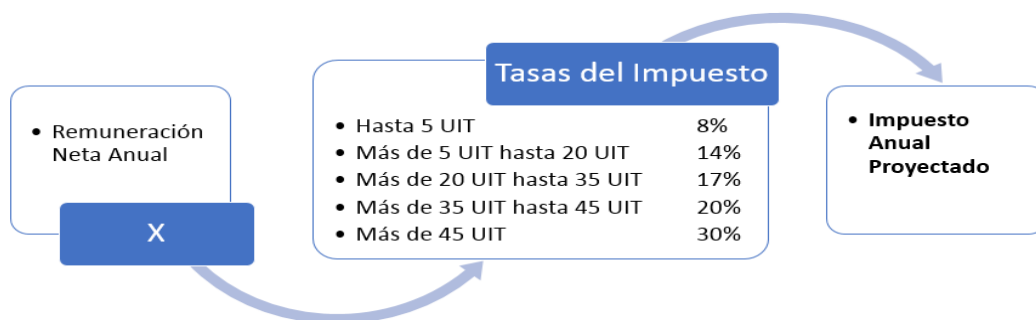 • Remuneración
Neta Anual
X
Tasas del Impuesto
• Hasta 5 UIT 8%
• Más de 5 UIT hasta 20 UIT 14%
• Más de 20 UIT hasta 35 UIT 17%
• Más de 35 UIT hasta 45 UIT 20%
• Más de 45 UIT 30%
• Impuesto
Anual
Proyectado